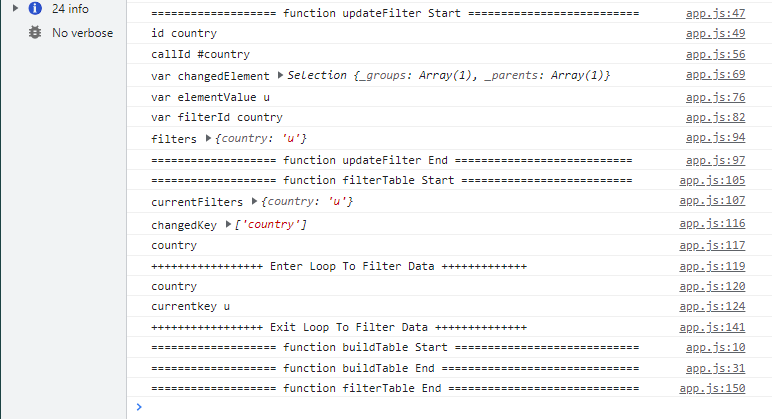 24 info
No verbose
=================== function updateFilter Start ========================== app.js:47
id country app.js:49
callId #country app.js:56
var changedElement ▶Selection {_groups: Array(1), _parents: Array(1)} app.js:69
var elementValue u app.js:76
var filterId country app.js:82
filters ▶{country: 'u'} app.js:94
=================== function updateFilter End =========================== app.js:97
=================== function filterTable Start ========================== app.js:105
currentFilters ▶{country: 'u'} app.js:107
changedKey ▶['country'] app.js:116
country app.js:117
+++++++++++++++++ Enter Loop To Filter Data +++++++++++++ app.js:119
country app.js:120
currentkey u app.js:124
+++++++++++++++++ Exit Loop To Filter Data ++++++++++++++ app.js:141
=================== function buildTable Start =========================== app.js:10
=================== function buildTable End ============================= app.js:31
=================== function filterTable End ============================ app.js:150